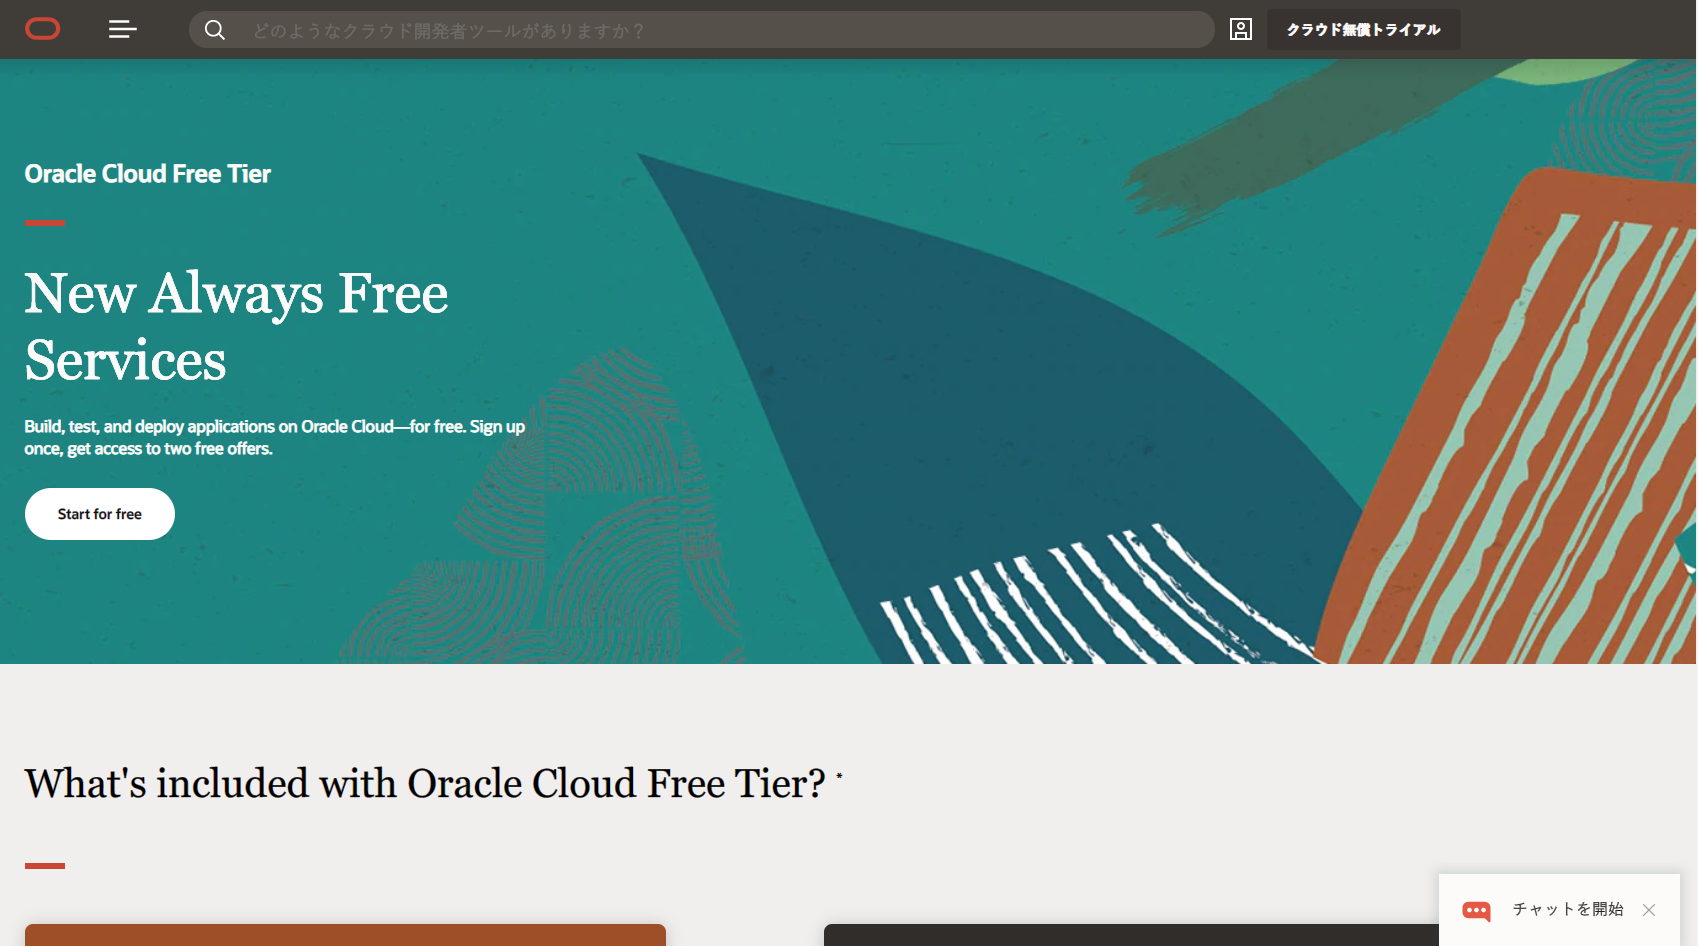 どのようなクラウド開発者ツールがありますか？
クラウド無償トライアル
Oracle Cloud Free Tier
New Always Free
Services
Build, test, and deploy applications on Oracle Cloud—for free. Sign up
once, get access to two free offers.
Start for free
What's included with Oracle Cloud Free Tier? *
チャットを開始